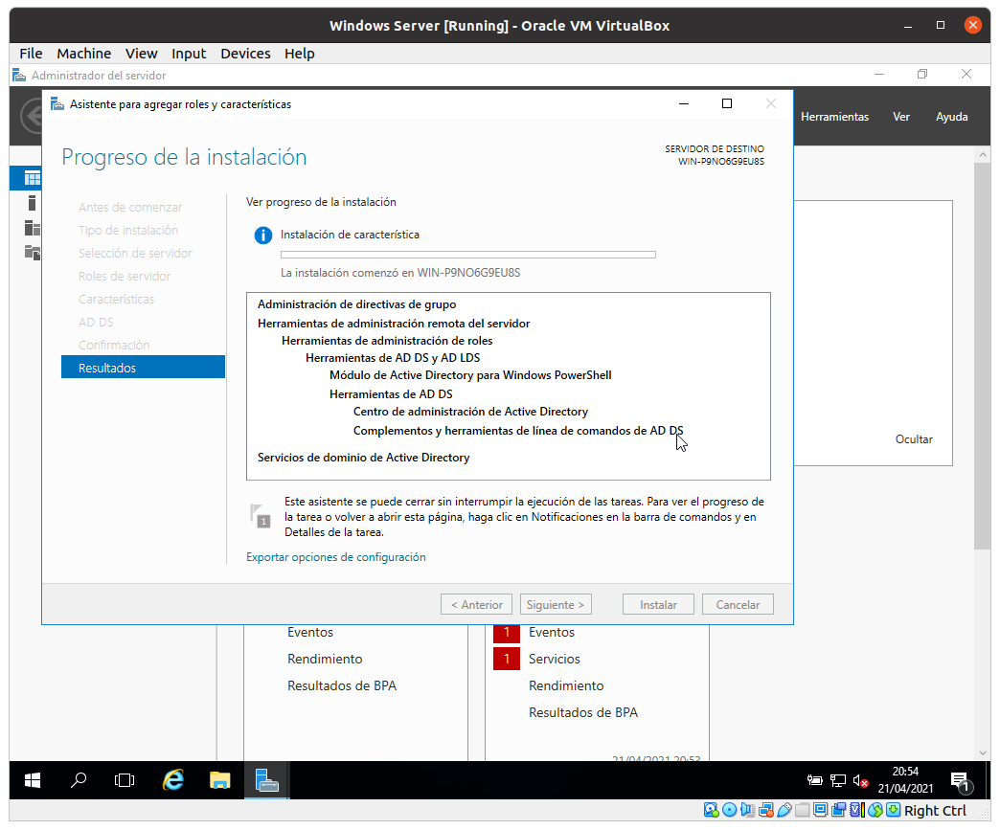 Windows Server [Running] - Oracle VM VirtualBox
File Machine View Input Devices Help
Administrador del servidor
Asistente para agregar roles y características
Herramientas Ver Ayuda
Progreso de la instalación
SERVIDOR DE DESTINO
WIN-P9NO6G9EU8S
Antes de comenzar
Tipo de instalación
Selección de servidor
Roles de servidor
Características
AD DS
Confirmación
Resultados
Ver progreso de la instalación
Instalación de característica
La instalación comenzó en WIN-P9NO6G9EU8S
Administración de directivas de grupo
Herramientas de administración remota del servidor
Herramientas de administración de roles
Herramientas de AD DS y AD LDS
Módulo de Active Directory para Windows PowerShell
Herramientas de AD DS
Centro de administración de Active Directory
Complementos y herramientas de línea de comandos de AD DS
Servicios de dominio de Active Directory
1
Este asistente se puede cerrar sin interrumpir la ejecución de las tareas. Para ver el progreso de
la tarea o volver a abrir esta página, haga clic en Notificaciones en la barra de comandos y en
Detalles de la tarea.
Exportar opciones de configuración
< Anterior Siguiente > Instalar Cancelar
Ocultar
Eventos
Rendimiento
Resultados de BPA
1 Eventos
1 Servicios
Rendimiento
Resultados de BPA
21/04/2021 20:53
20:54
21/04/2021
1
Right Ctrl